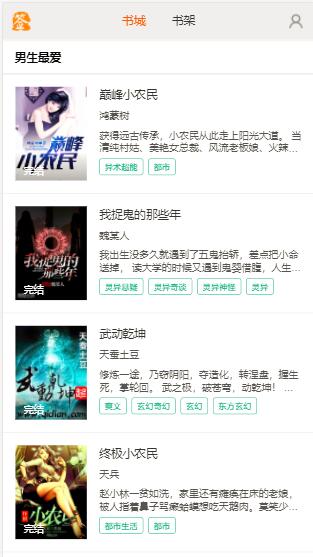 书城 书架
男生最爱
巅峰小农民
鸿蒙树
获得远古传承，小农民从此走上阳光大道。 当
清纯村姑、美艳女总裁、风流老板娘、火辣…
异术超能 都市
巅峰
小农民
完结
我捉鬼的那些年
魏某人
我出生没多久就遇到了五鬼抬轿，差点把小命
送掉， 读大学的时候又遇到鬼婴借腹，人生…
灵异悬疑 灵异奇谈 灵异神怪 灵异
我捉鬼的
那些年
完结
武动乾坤
天蚕土豆
修炼一途，乃窃阴阳，夺造化，转涅盘，握生
死，掌轮回。 武之极，破苍穹，动乾坤！ …
爽文 玄幻奇幻 玄幻 东方玄幻
天蚕土豆
武動乾坤
完结
终极小农民
天兵
赵小林一贫如洗，家里还有瘫痪在床的老娘，
被人指着鼻子骂癞蛤蟆想吃天鹅肉。莫笑少…
都市生活 都市
小农民
完结